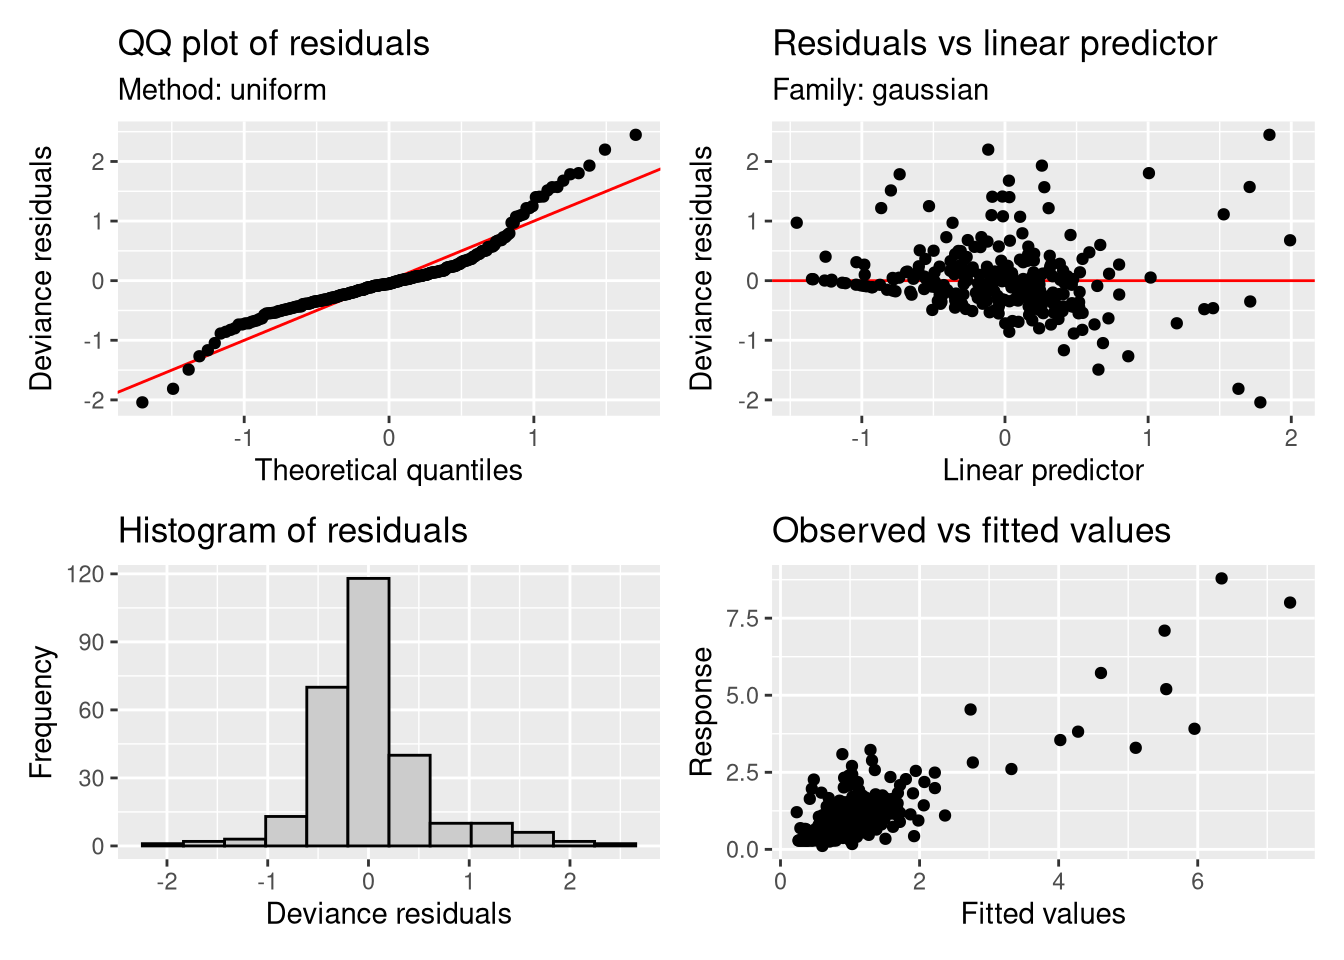 QQ plot of residuals
Method: uniform
Deviance residuals
2
1
0
-1
-2
-1
0
1
Theoretical quantiles
Residuals vs linear predictor
Family: gaussian
Deviance residuals
2
1
0
-1
-2
-1
0
1
2
Linear predictor
Histogram of residuals
Frequency
120
90
60
30
0
-2
-1
0
1
2
Deviance residuals
Observed vs fitted values
Response
7.5
5.0
2.5
0.0
0
2
4
6
Fitted values